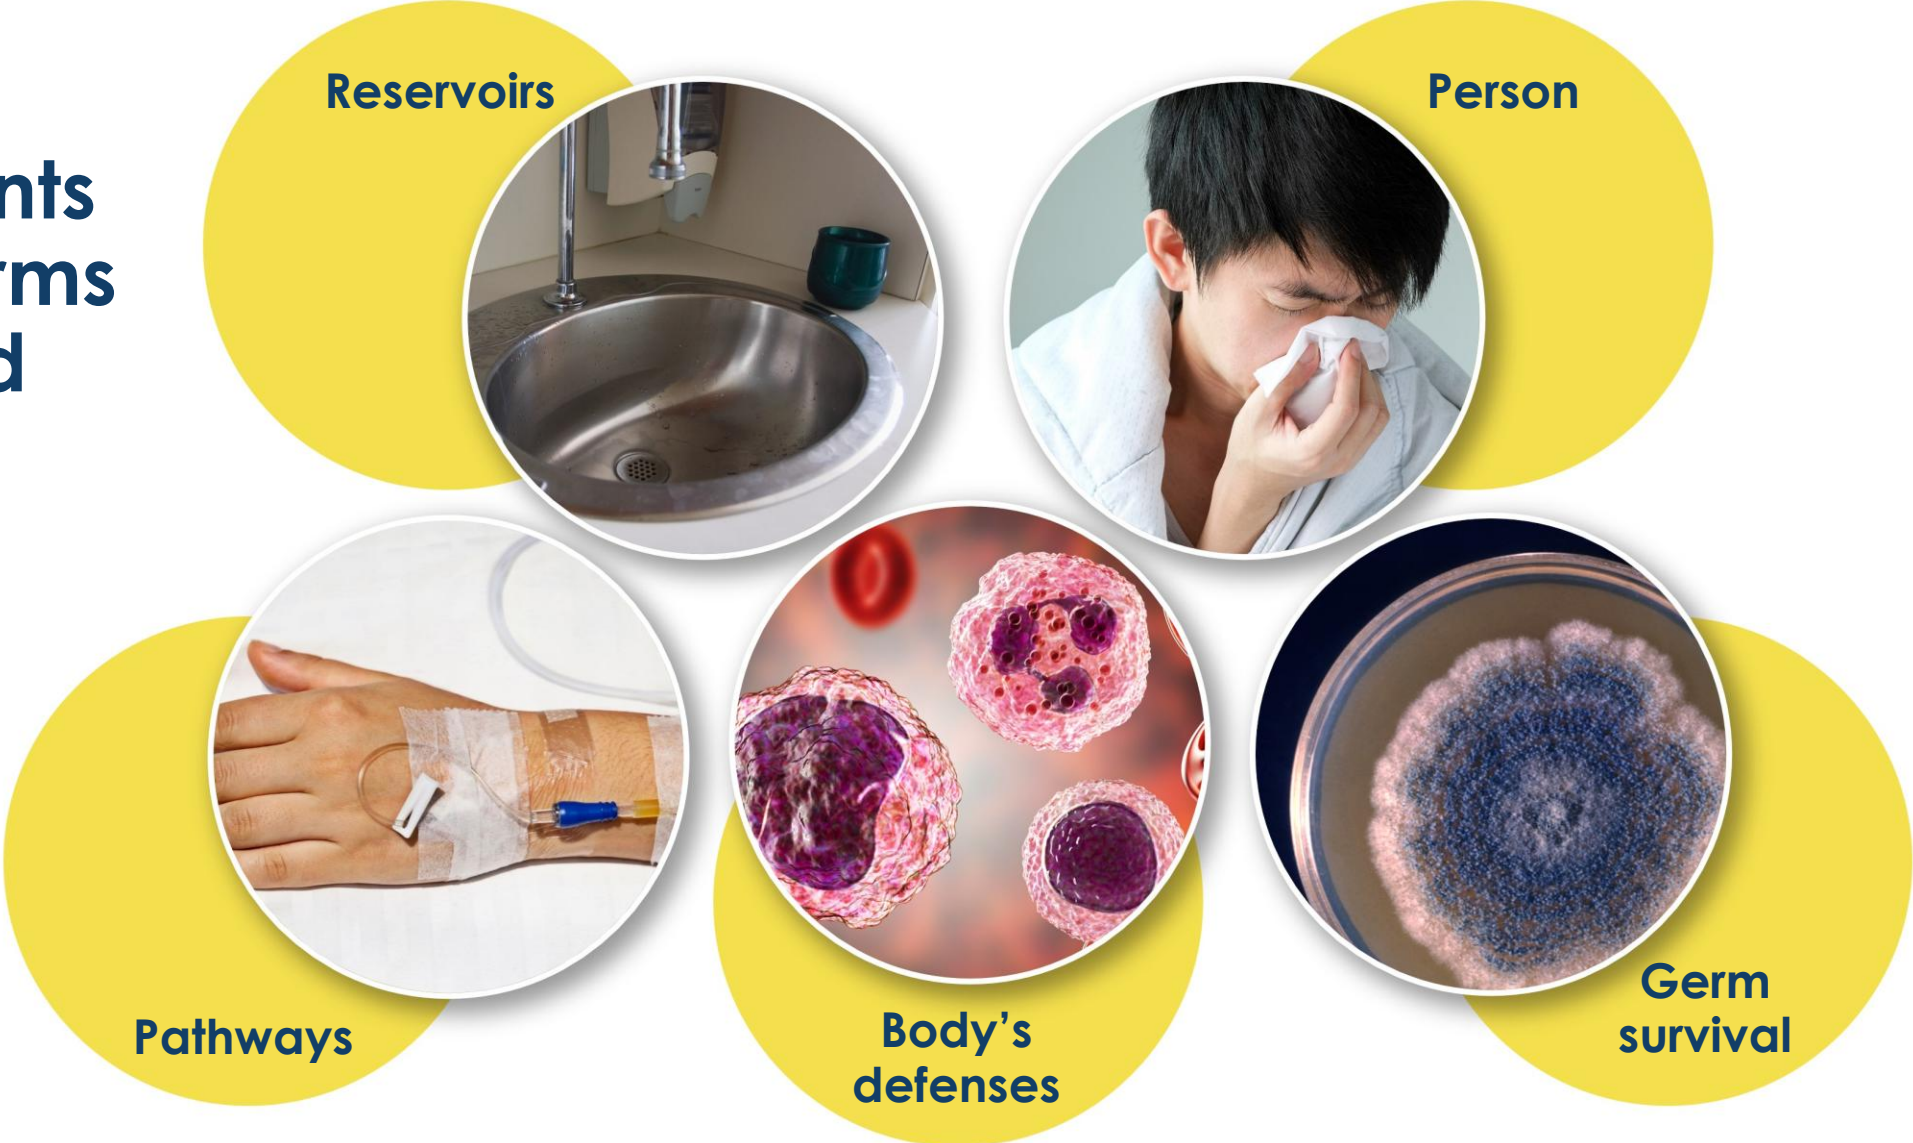 Reservoirs
Person
Pathways
Body’s
defenses
Germ
survival